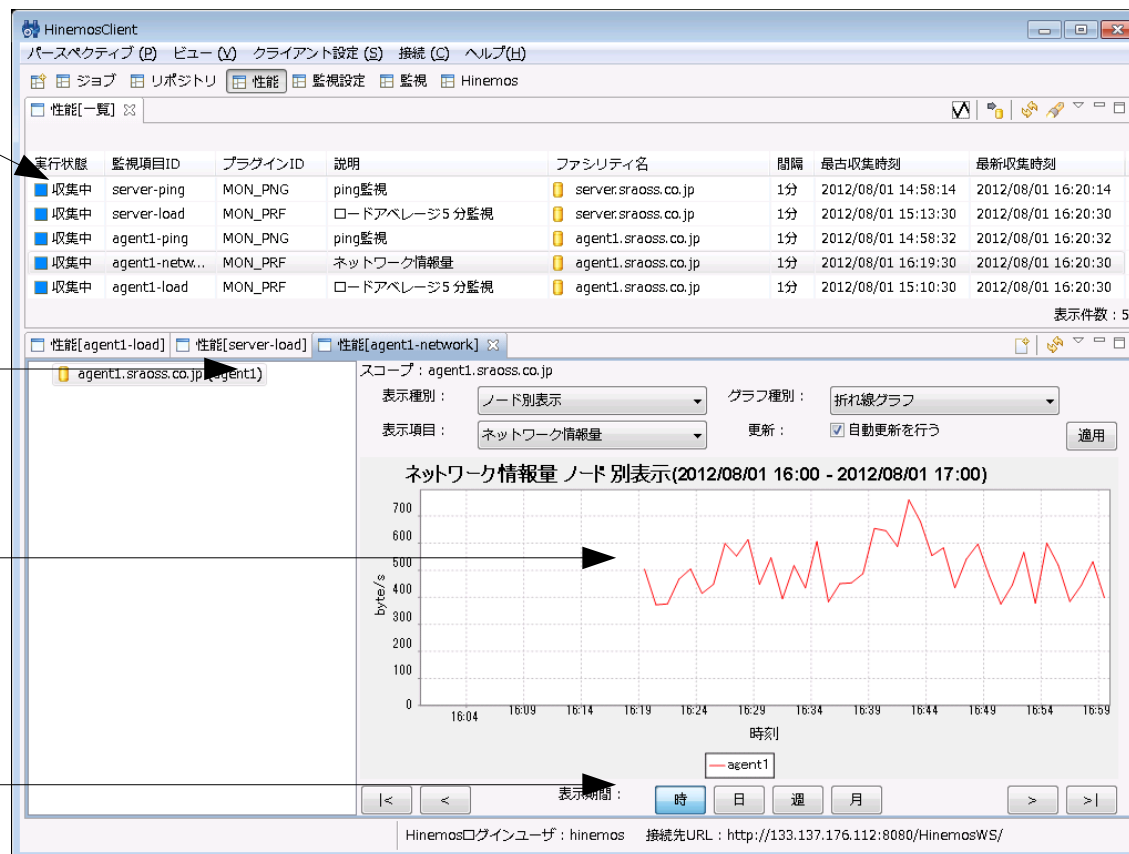 HinemosClient
パースペクティブ (P) ビュー (V) クライアント設定 (S) 接続 (C) ヘルプ(H)
ジョブ リポジトリ 性能 監視設定 監視 Hinemos
性能[一覧]
実行状態 監視項目ID プラグインID 説明 ファシリティ名 間隔 最古収集時刻 最新収集時刻
収集中 server-ping MON_PNG ping監視 server.sraoss.co.jp 1分 2012/08/01 14:58:14 2012/08/01 16:20:14
収集中 server-load MON_PRF ロードアベレージ5 分監視 server.sraoss.co.jp 1分 2012/08/01 15:13:30 2012/08/01 16:20:30
収集中 agent1-ping MON_PNG ping監視 agent1.sraoss.co.jp 1分 2012/08/01 14:58:32 2012/08/01 16:20:32
収集中 agent1-netw... MON_PRF ネットワーク情報量 agent1.sraoss.co.jp 1分 2012/08/01 16:19:30 2012/08/01 16:20:30
収集中 agent1-load MON_PRF ロードアベレージ5 分監視 agent1.sraoss.co.jp 1分 2012/08/01 15:10:30 2012/08/01 16:20:30
表示件数 : 5
性能[agent1-load] 性能[server-load] 性能[agent1-network]
agent1.sraoss.co.jp (agent1)
スコープ : agent1.sraoss.co.jp
表示種別 : ノード別表示 グラフ種別 : 折れ線グラフ
表示項目 : ネットワーク情報量 更新 : 自動更新を行う 適用
ネットワーク情報量 ノード 別表示(2012/08/01 16:00 - 2012/08/01 17:00)
700
600
500
400
300
200
100
0
byte/s
16:04 16:09 16:14 16:19 16:24 16:29 16:34 16:39 16:44 16:49 16:54 16:59
時刻
agent1
|< < 表示期間 : 時 日 週 月 > >|
Hinemosログインユーザ : hinemos 接続先URL : http://133.137.176.112:8080/HinemosWS/